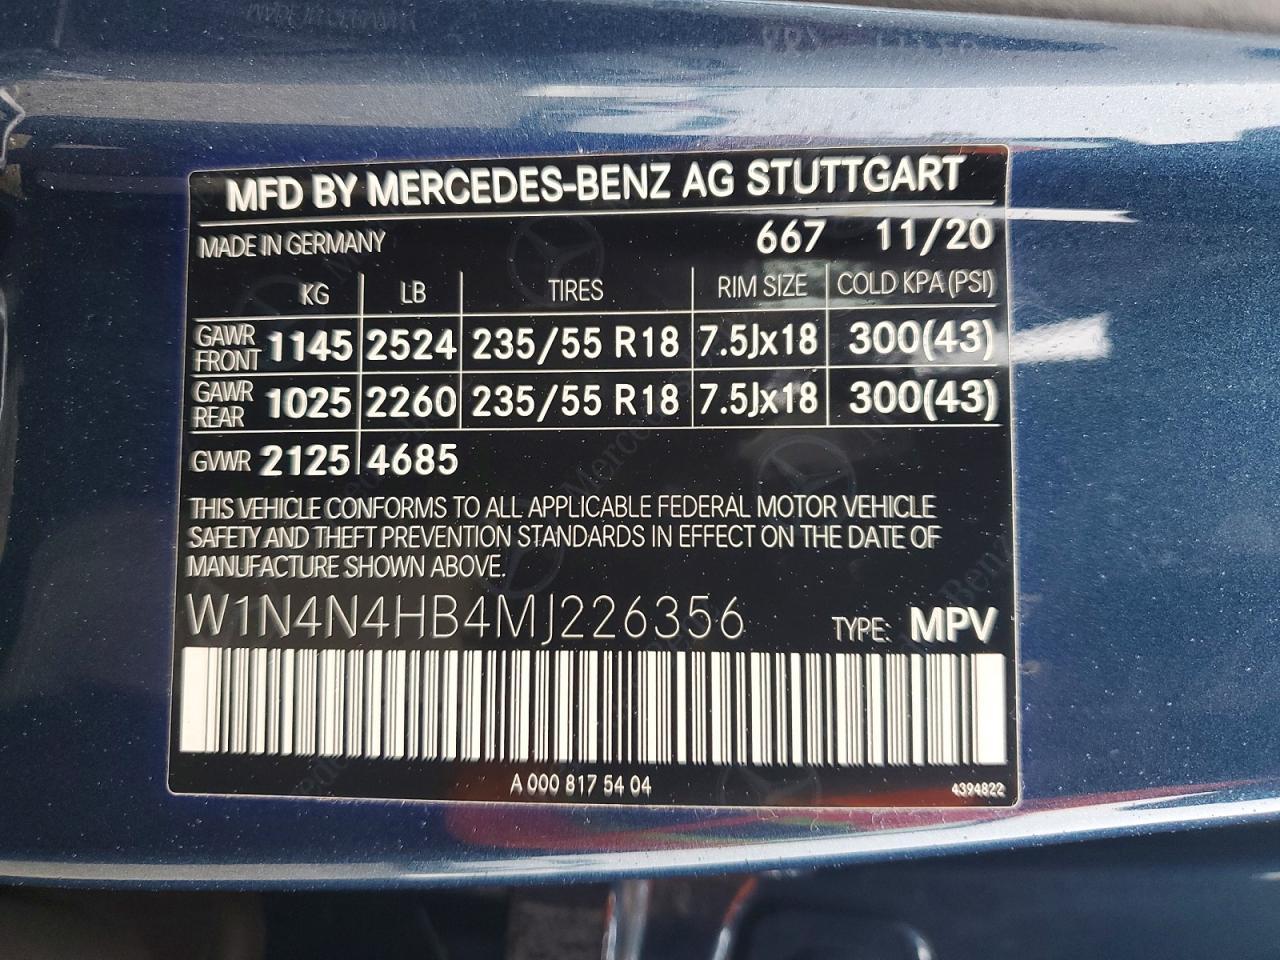 MFD BY MERCEDES-BENZ AG STUTTGART
MADE IN GERMANY 667 11/20
KG LB TIRES RIM SIZE COLD KPA (PSI)
GAWR FRONT 1145 2524 235/55 R18 7.5Jx18 300(43)
GAWR REAR 1025 2260 235/55 R18 7.5Jx18 300(43)
GVWR 2125 4685
THIS VEHICLE CONFORMS TO ALL APPLICABLE FEDERAL MOTOR VEHICLE
SAFETY AND THEFT PREVENTION STANDARDS IN EFFECT ON THE DATE OF
MANUFACTURE SHOWN ABOVE.
W1N4N4HB4MJ226356 TYPE: MPV
A 000 817 54 04 4394822